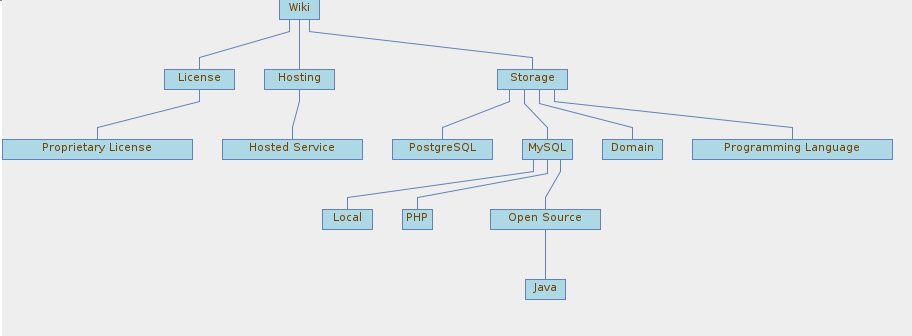 Wiki
License
Hosting
Storage
Proprietary License
Hosted Service
PostgreSQL
MySQL
Domain
Programming Language
Local
PHP
Open Source
Java